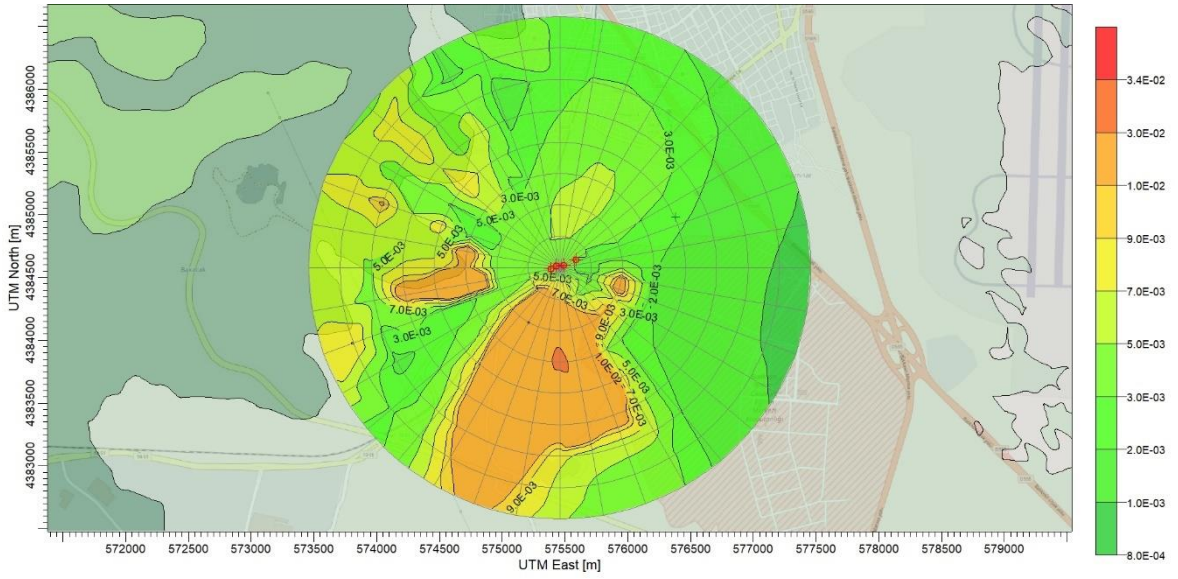 UTM North [m]
4386000
4385500
4385000
4384500
4384000
4383500
4383000
3.0E-03
3.0E-03
5.0E-03
5.0E-03
5.0E-03
7.0E-03
3.0E-03
5.0E-03
7.0E-03
2.0E-03
3.0E-03
9.0E-03
1.0E-02
5.0E-03
7.0E-03
9.0E-03
572000 572500 573000 573500 574000 574500 575000 575500 576000 576500 577000 577500 578000 578500 579000
UTM East [m]
3.4E-02
3.0E-02
1.0E-02
9.0E-03
7.0E-03
5.0E-03
3.0E-03
2.0E-03
1.0E-03
8.0E-04